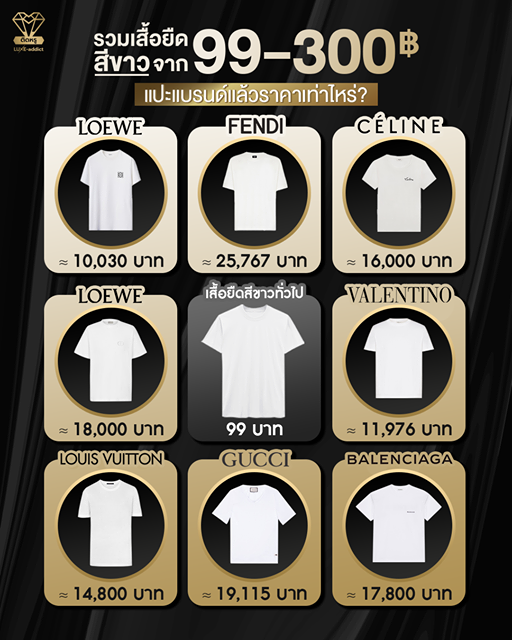 ติดหรู
LUXE-addict
รวมเสื้อยืด
สีขาว จาก 99-300฿
แปะแบรนด์แล้วราคาเท่าไหร่?
LOEWE
FENDI
CÉLINE
≈ 10,030 บาท
≈ 25,767 บาท
≈ 16,000 บาท
LOEWE
เสื้อยืดสีขาวทั่วไป
VALENTINO
≈ 18,000 บาท
99 บาท
≈ 11,976 บาท
LOUIS VUITTON
GUCCI
BALENCIAGA
≈ 14,800 บาท
≈ 19,115 บาท
≈ 17,800 บาท